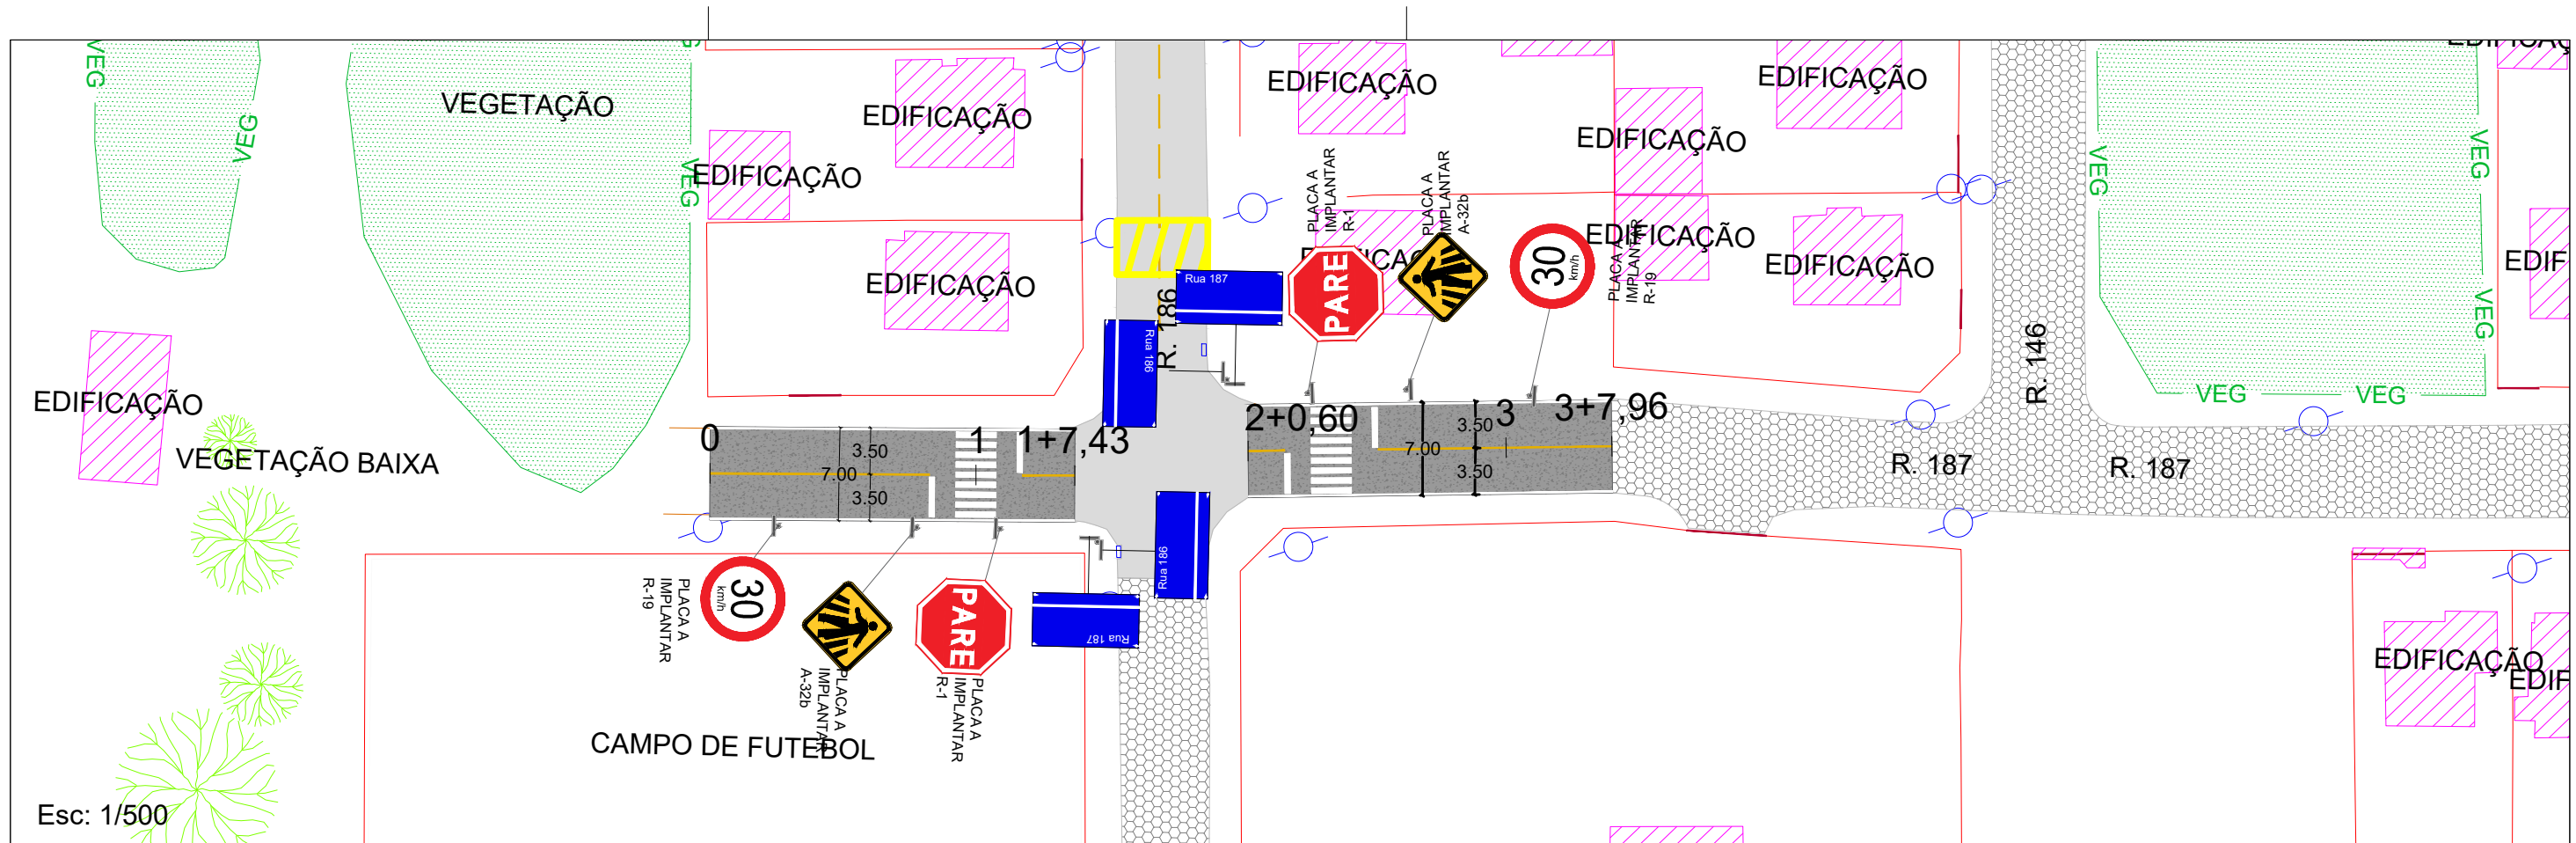 VEG
VEG
VEGETAÇÃO
VEG
EDIFICAÇÃO
EDIFICAÇÃO
EDIFICAÇÃO
EDIFICAÇÃO
EDIFICAÇÃO
VEG
EDIFICAÇÃO
PLACA A
IMPLANTAR
R-1
PLACA A
IMPLANTAR
A-32b
VEG
VEG
EDIFICAÇÃO
EDIFICAÇÃO
PLACA A
IMPLANTAR
R-19
EDIFICAÇÃO
EDIF
PARE
30
km/h
Rua 187
R. 186
Rua 186
R. 146
VEG
VEG
VEG
EDIFICAÇÃO
VEGETAÇÃO BAIXA
0
1
1+7,43
2+0,60
3
3+7,96
3.50
7.00
3.50
3.50
7.00
3.50
R. 187
R. 187
Rua 186
Rua 187
30
km/h
PLACA A
IMPLANTAR
R-19
PARE
PLACA A
IMPLANTAR
A-32b
PLACA A
IMPLANTAR
R-1
CAMPO DE FUTEBOL
EDIFICAÇÃO
EDIF
Esc: 1/500